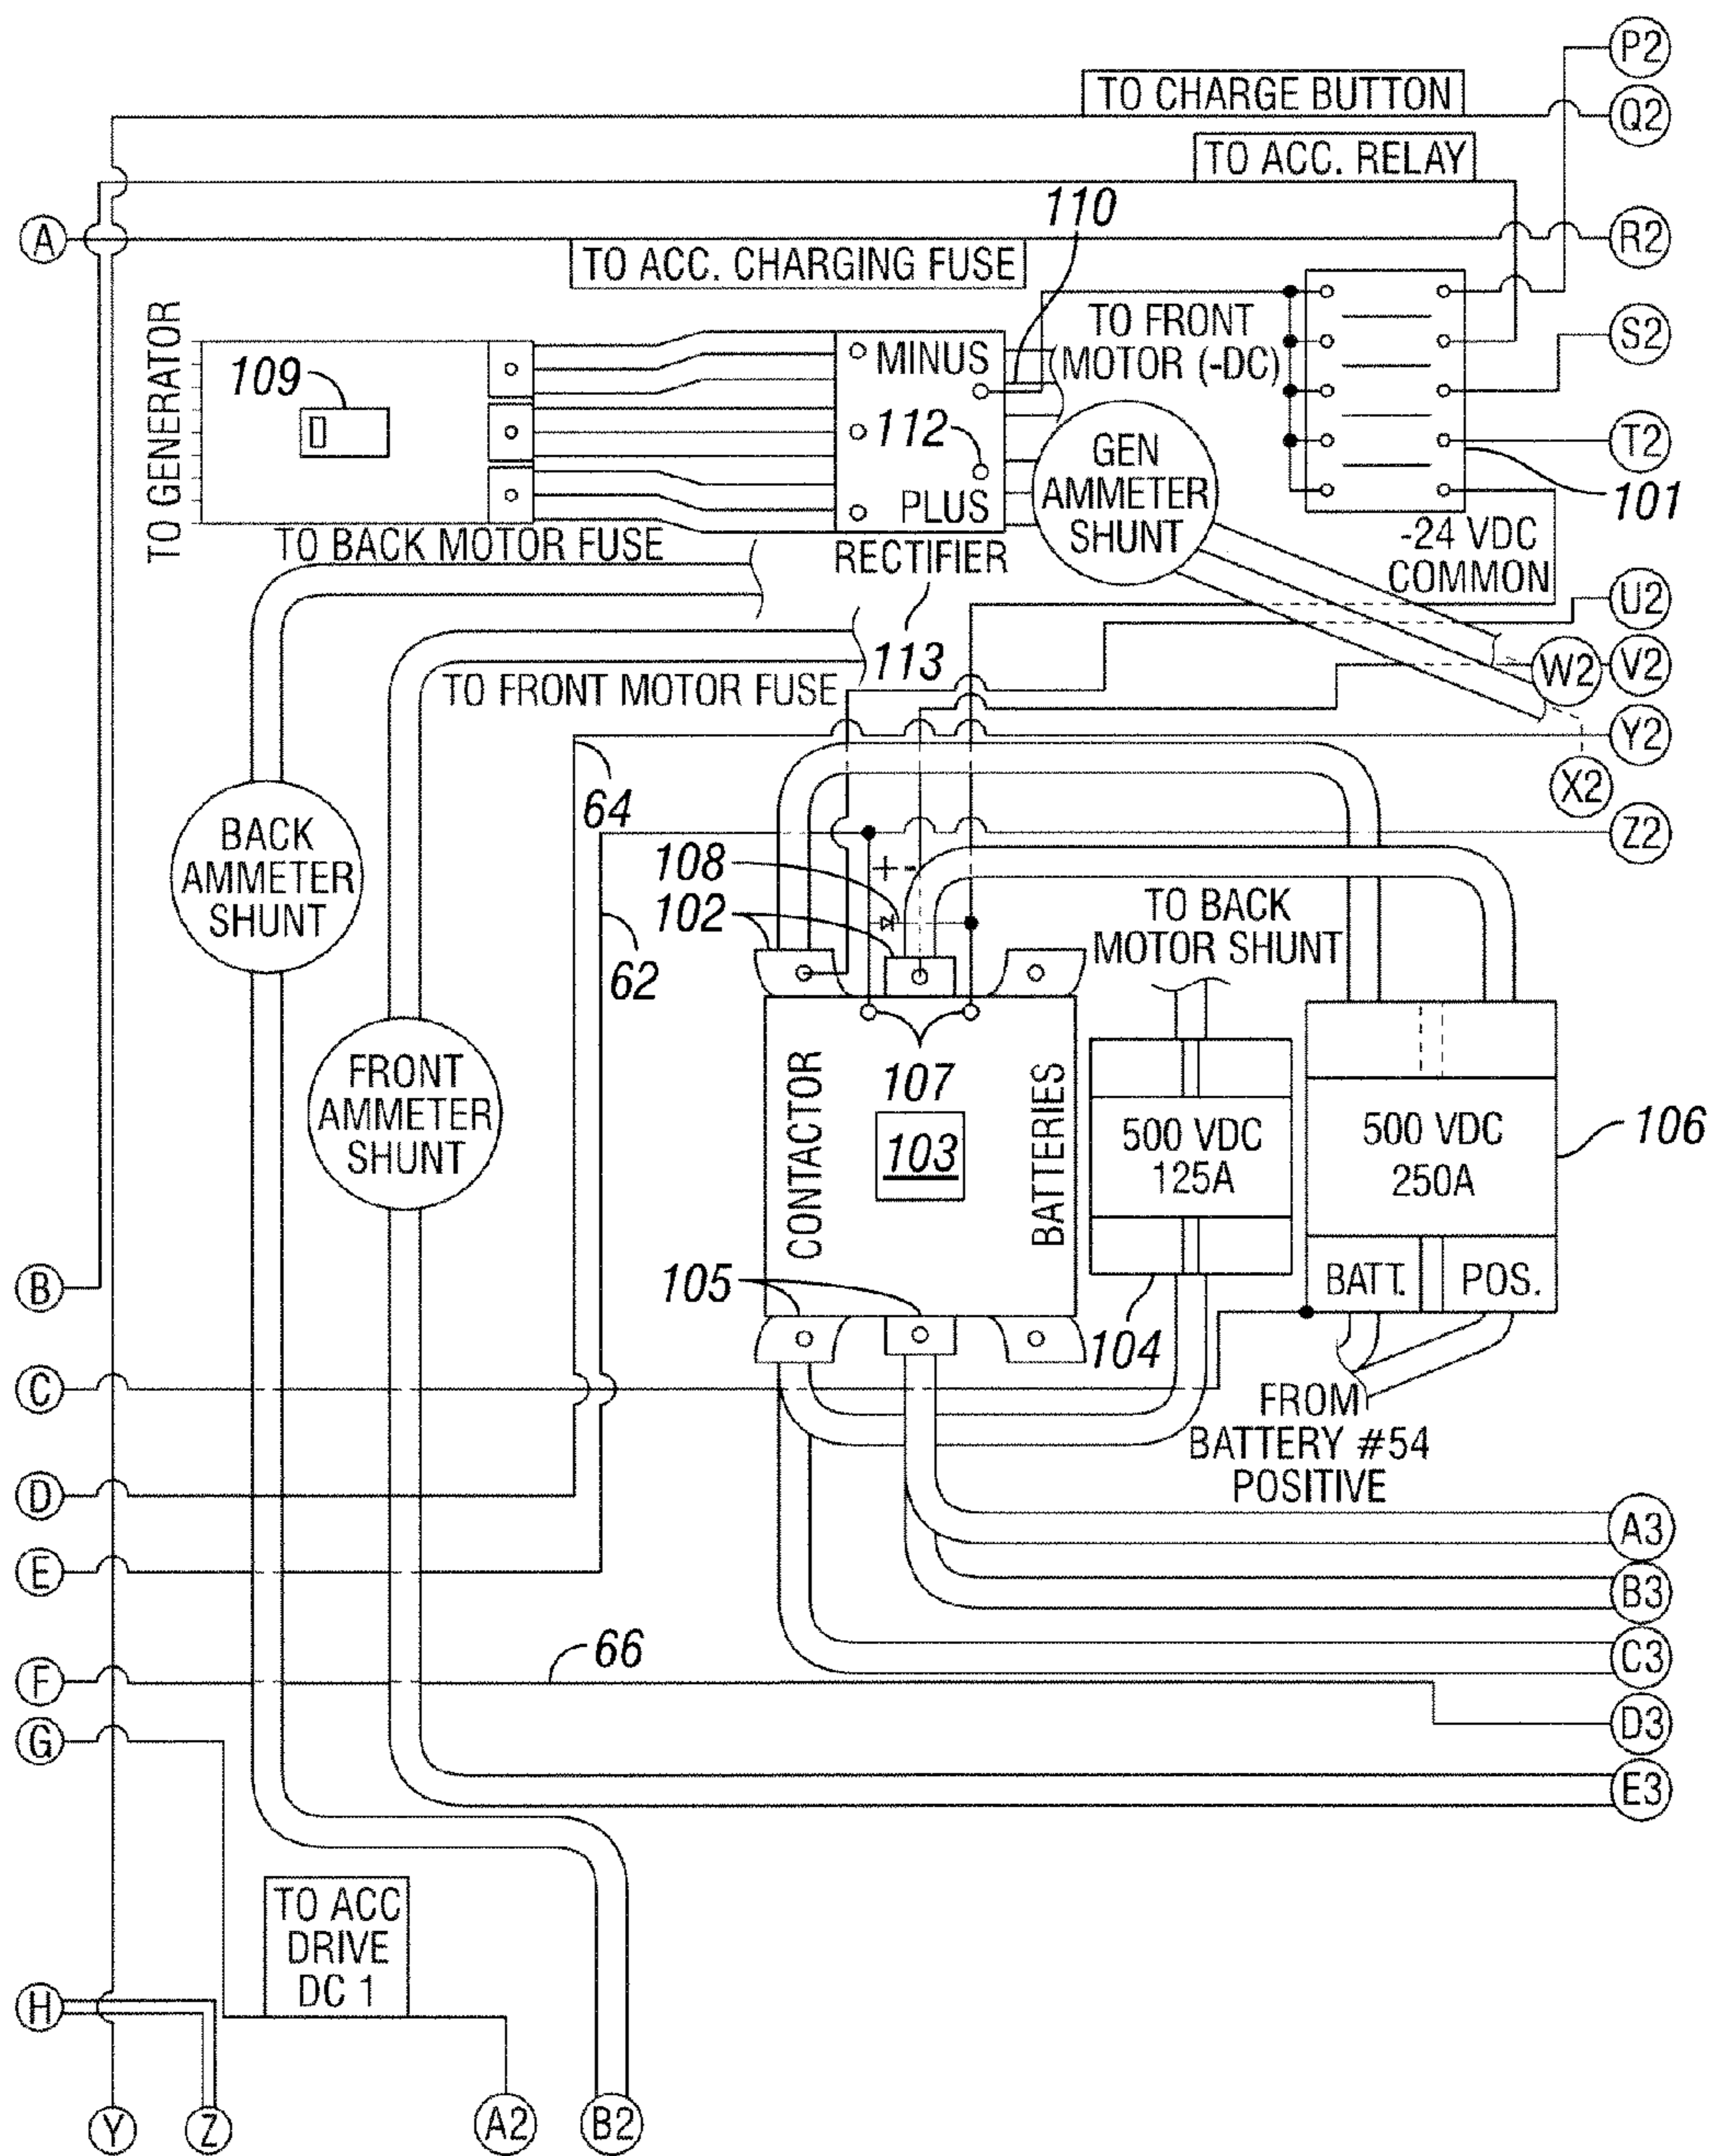 P2
TO CHARGE BUTTON
Q2
TO ACC. RELAY
110
A
R2
TO ACC. CHARGING FUSE
TO GENERATOR
109
MINUS
TO FRONT
MOTOR (-DC)
S2
112
GEN
AMMETER
SHUNT
T2
PLUS
101
TO BACK MOTOR FUSE
RECTIFIER
-24 VDC
COMMON
U2
113
TO FRONT MOTOR FUSE
W2
V2
Y2
X2
64
BACK
AMMETER
SHUNT
Z2
108
+ -
102
62
TO BACK
MOTOR SHUNT
FRONT
AMMETER
SHUNT
CONTACTOR
107
103
BATTERIES
500 VDC
125A
500 VDC
250A
106
B
105
BATT.
POS.
104
C
FROM
BATTERY #54
POSITIVE
D
A3
E
B3
66
C3
F
D3
G
E3
TO ACC
DRIVE
DC 1
H
Y
Z
A2
B2